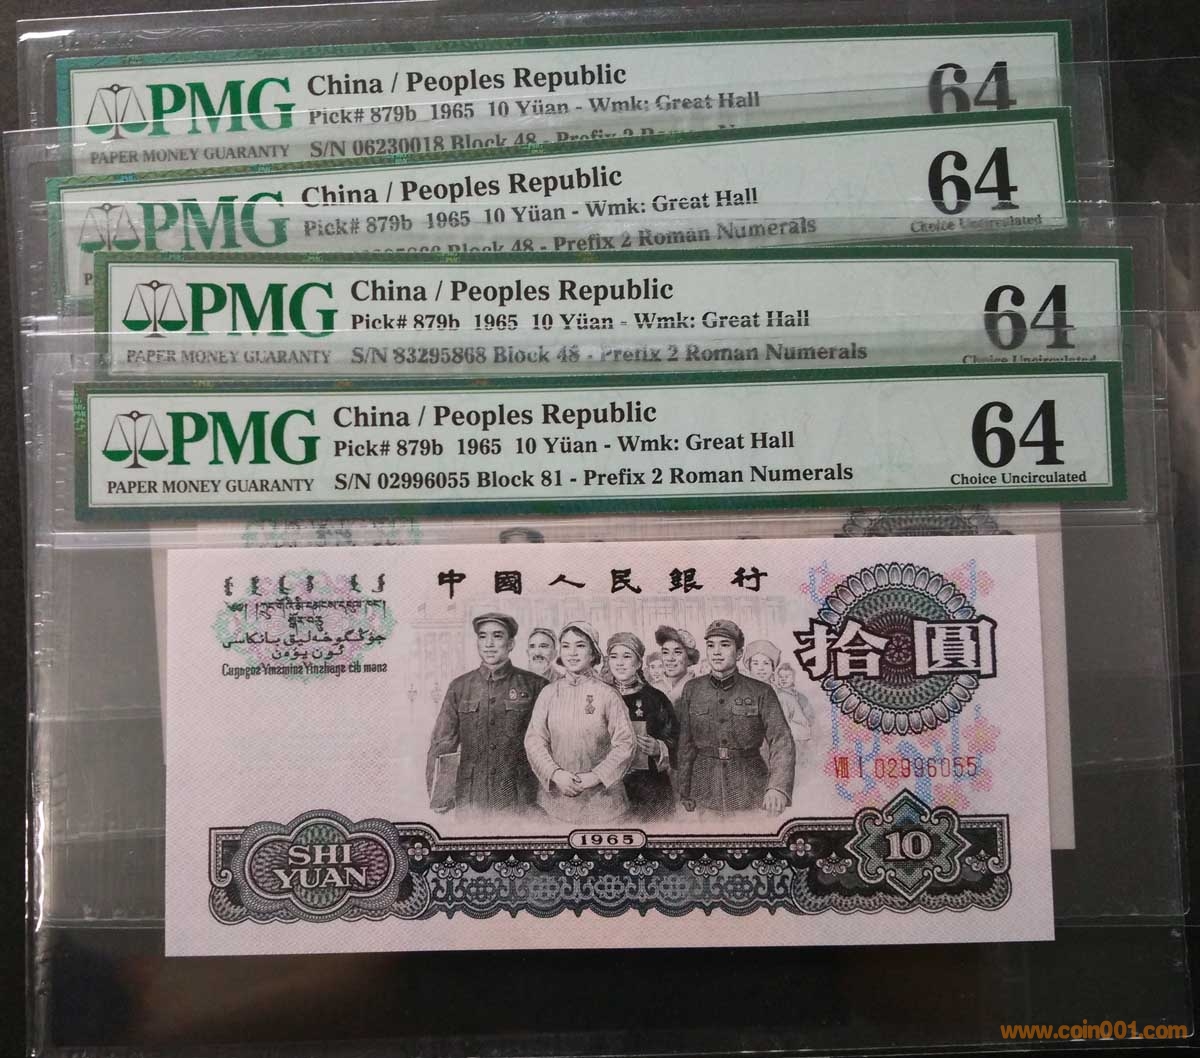 PMG
PAPER MONEY GUARANTY
China / Peoples Republic
Pick# 879b 1965 10 Yüan - Wmk: Great Hall
S/N 06230018 Block 48 - Prefix 2
64
PMG
China / Peoples Republic
Pick# 879b 1965 10 Yüan - Wmk: Great Hall
Block 48 - Prefix 2 Roman Numerals
64
Choice Uncirculated
PMG
PAPER MONEY GUARANTY
China / Peoples Republic
Pick# 879b 1965 10 Yüan - Wmk: Great Hall
S/N 83295868 Block 48 - Prefix 2 Roman Numerals
64
Choice Uncirculated
PMG
PAPER MONEY GUARANTY
China / Peoples Republic
Pick# 879b 1965 10 Yüan - Wmk: Great Hall
S/N 02996055 Block 81 - Prefix 2 Roman Numerals
64
Choice Uncirculated
中國人民銀行
拾圓
10
VIII I 02996055
1965
SHI
YUAN
10
www.coin001.com